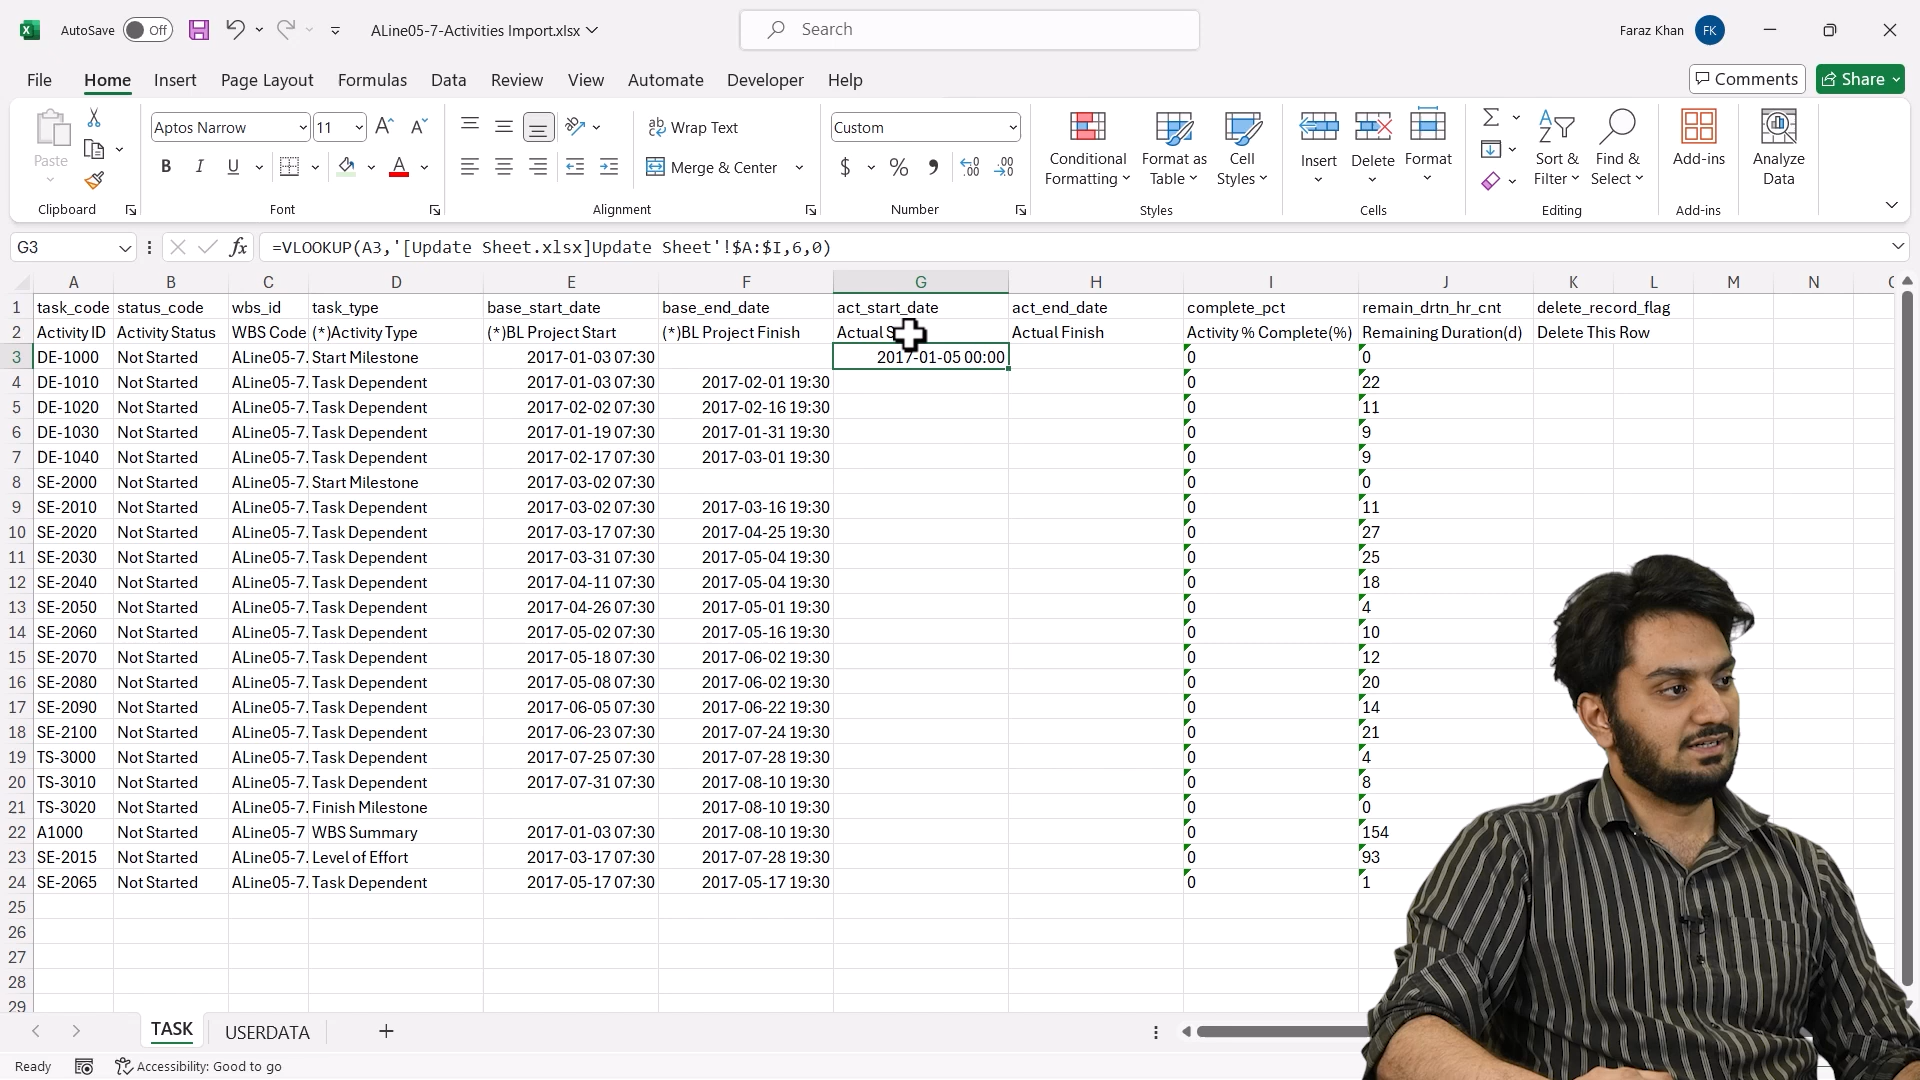 AutoSave Off ALine05-7-Activities Import.xlsx Search Faraz Khan FK
File Home Insert Page Layout Formulas Data Review View Automate Developer Help Comments Share
Paste Aptos Narrow 11 Wrap Text Custom Conditional Formatting Format as Table Cell Styles Insert Delete Format Sort & Filter Find & Select Add-ins Analyze Data
B I U A Merge & Center $ %
Clipboard Font Alignment Number Styles Cells Editing Add-ins
G3 fx =VLOOKUP(A3,'[Update Sheet.xlsx]Update Sheet'!$A:$I,6,0)
A B C D E F G H I J K L M N
1 task_code status_code wbs_id task_type base_start_date base_end_date act_start_date act_end_date complete_pct remain_drtn_hr_cnt delete_record_flag
2 Activity ID Activity Status WBS Code (*)Activity Type (*)BL Project Start (*)BL Project Finish Actual Actual Finish Activity % Complete(%) Remaining Duration(d) Delete This Row
3 DE-1000 Not Started ALine05-7. Start Milestone 2017-01-03 07:30 2017-01-05 00:00 0 0
4 DE-1010 Not Started ALine05-7. Task Dependent 2017-01-03 07:30 2017-02-01 19:30 0 22
5 DE-1020 Not Started ALine05-7. Task Dependent 2017-02-02 07:30 2017-02-16 19:30 0 11
6 DE-1030 Not Started ALine05-7. Task Dependent 2017-01-19 07:30 2017-01-31 19:30 0 9
7 DE-1040 Not Started ALine05-7. Task Dependent 2017-02-17 07:30 2017-03-01 19:30 0 9
8 SE-2000 Not Started ALine05-7. Start Milestone 2017-03-02 07:30 0 0
9 SE-2010 Not Started ALine05-7. Task Dependent 2017-03-02 07:30 2017-03-16 19:30 0 11
10 SE-2020 Not Started ALine05-7. Task Dependent 2017-03-17 07:30 2017-04-25 19:30 0 27
11 SE-2030 Not Started ALine05-7. Task Dependent 2017-03-31 07:30 2017-05-04 19:30 0 25
12 SE-2040 Not Started ALine05-7. Task Dependent 2017-04-11 07:30 2017-05-04 19:30 0 18
13 SE-2050 Not Started ALine05-7. Task Dependent 2017-04-26 07:30 2017-05-01 19:30 0 4
14 SE-2060 Not Started ALine05-7. Task Dependent 2017-05-02 07:30 2017-05-16 19:30 0 10
15 SE-2070 Not Started ALine05-7. Task Dependent 2017-05-18 07:30 2017-06-02 19:30 0 12
16 SE-2080 Not Started ALine05-7. Task Dependent 2017-05-08 07:30 2017-06-02 19:30 0 20
17 SE-2090 Not Started ALine05-7. Task Dependent 2017-06-05 07:30 2017-06-22 19:30 0 14
18 SE-2100 Not Started ALine05-7. Task Dependent 2017-06-23 07:30 2017-07-24 19:30 0 21
19 TS-3000 Not Started ALine05-7. Task Dependent 2017-07-25 07:30 2017-07-28 19:30 0 4
20 TS-3010 Not Started ALine05-7. Task Dependent 2017-07-31 07:30 2017-08-10 19:30 0 8
21 TS-3020 Not Started ALine05-7. Finish Milestone 2017-08-10 19:30 0 0
22 A1000 Not Started ALine05-7 WBS Summary 2017-01-03 07:30 2017-08-10 19:30 0 154
23 SE-2015 Not Started ALine05-7. Level of Effort 2017-03-17 07:30 2017-07-28 19:30 0 93
24 SE-2065 Not Started ALine05-7. Task Dependent 2017-05-17 07:30 2017-05-17 19:30 0 1
25
26
27
28
29
TASK USERDATA
Ready Accessibility: Good to go